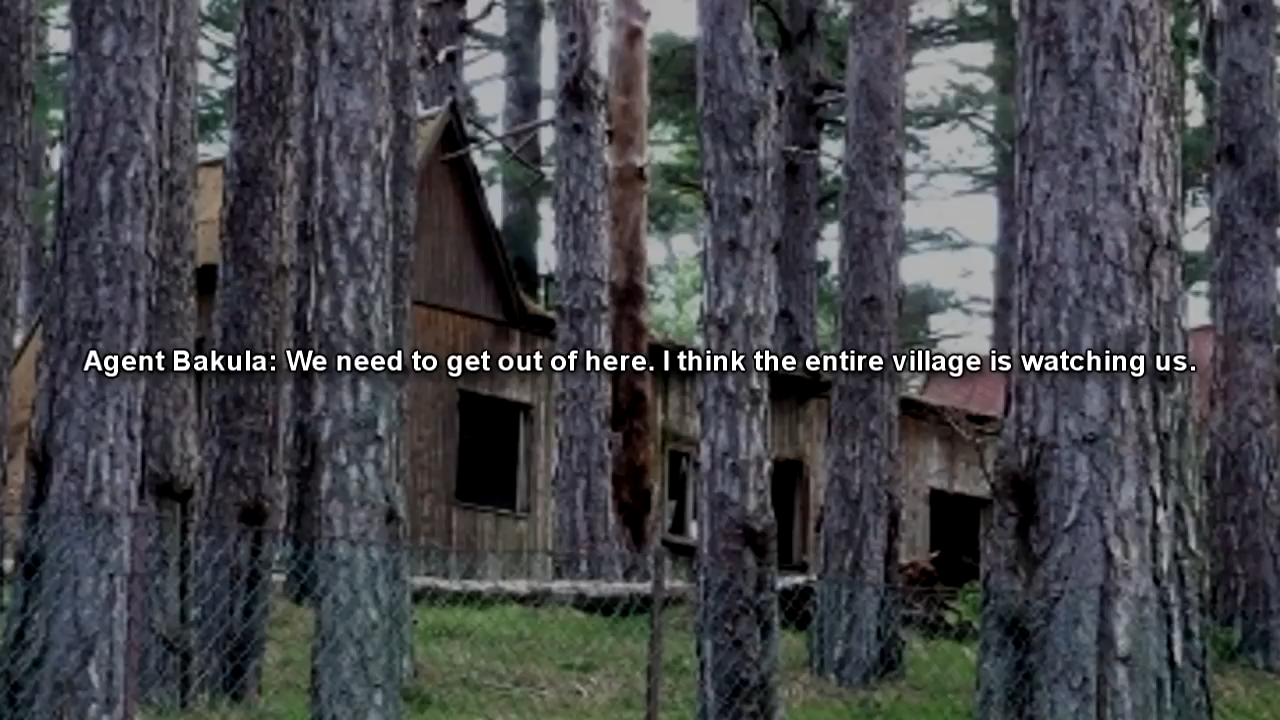 Agent Bakula: We need to get out of here. I think the entire village is watching us.